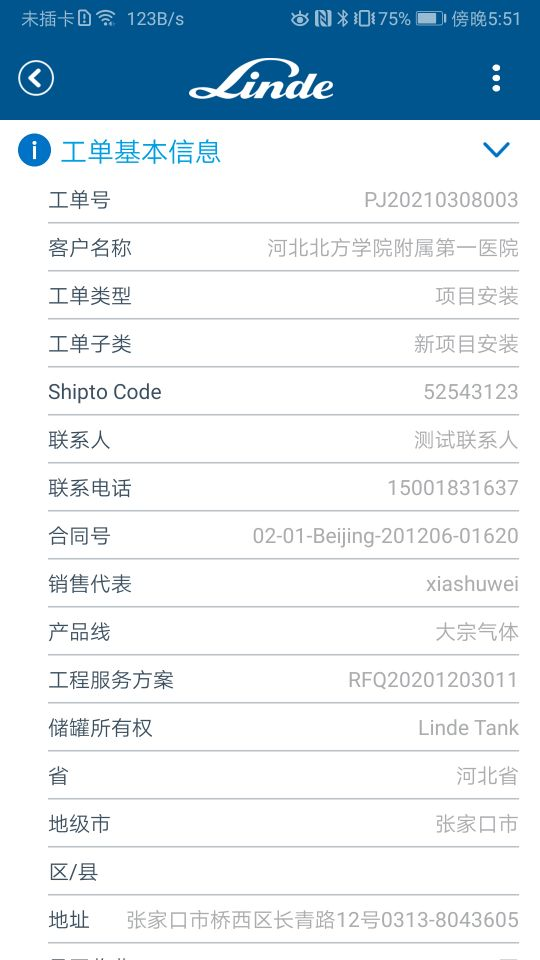 未插卡 123B/s 75% 傍晚5:51
Linde
工单基本信息
工单号 PJ20210308003
客户名称 河北北方学院附属第一医院
工单类型 项目安装
工单子类 新项目安装
Shipto Code 52543123
联系人 测试联系人
联系电话 15001831637
合同号 02-01-Beijing-201206-01620
销售代表 xiashuwei
产品线 大宗气体
工程服务方案 RFQ20201203011
储罐所有权 Linde Tank
省 河北省
地级市 张家口市
区/县
地址 张家口市桥西区长青路12号0313-8043605